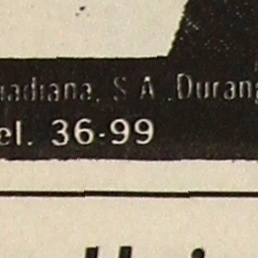 uadiana, S A .Durang
el. 36-99